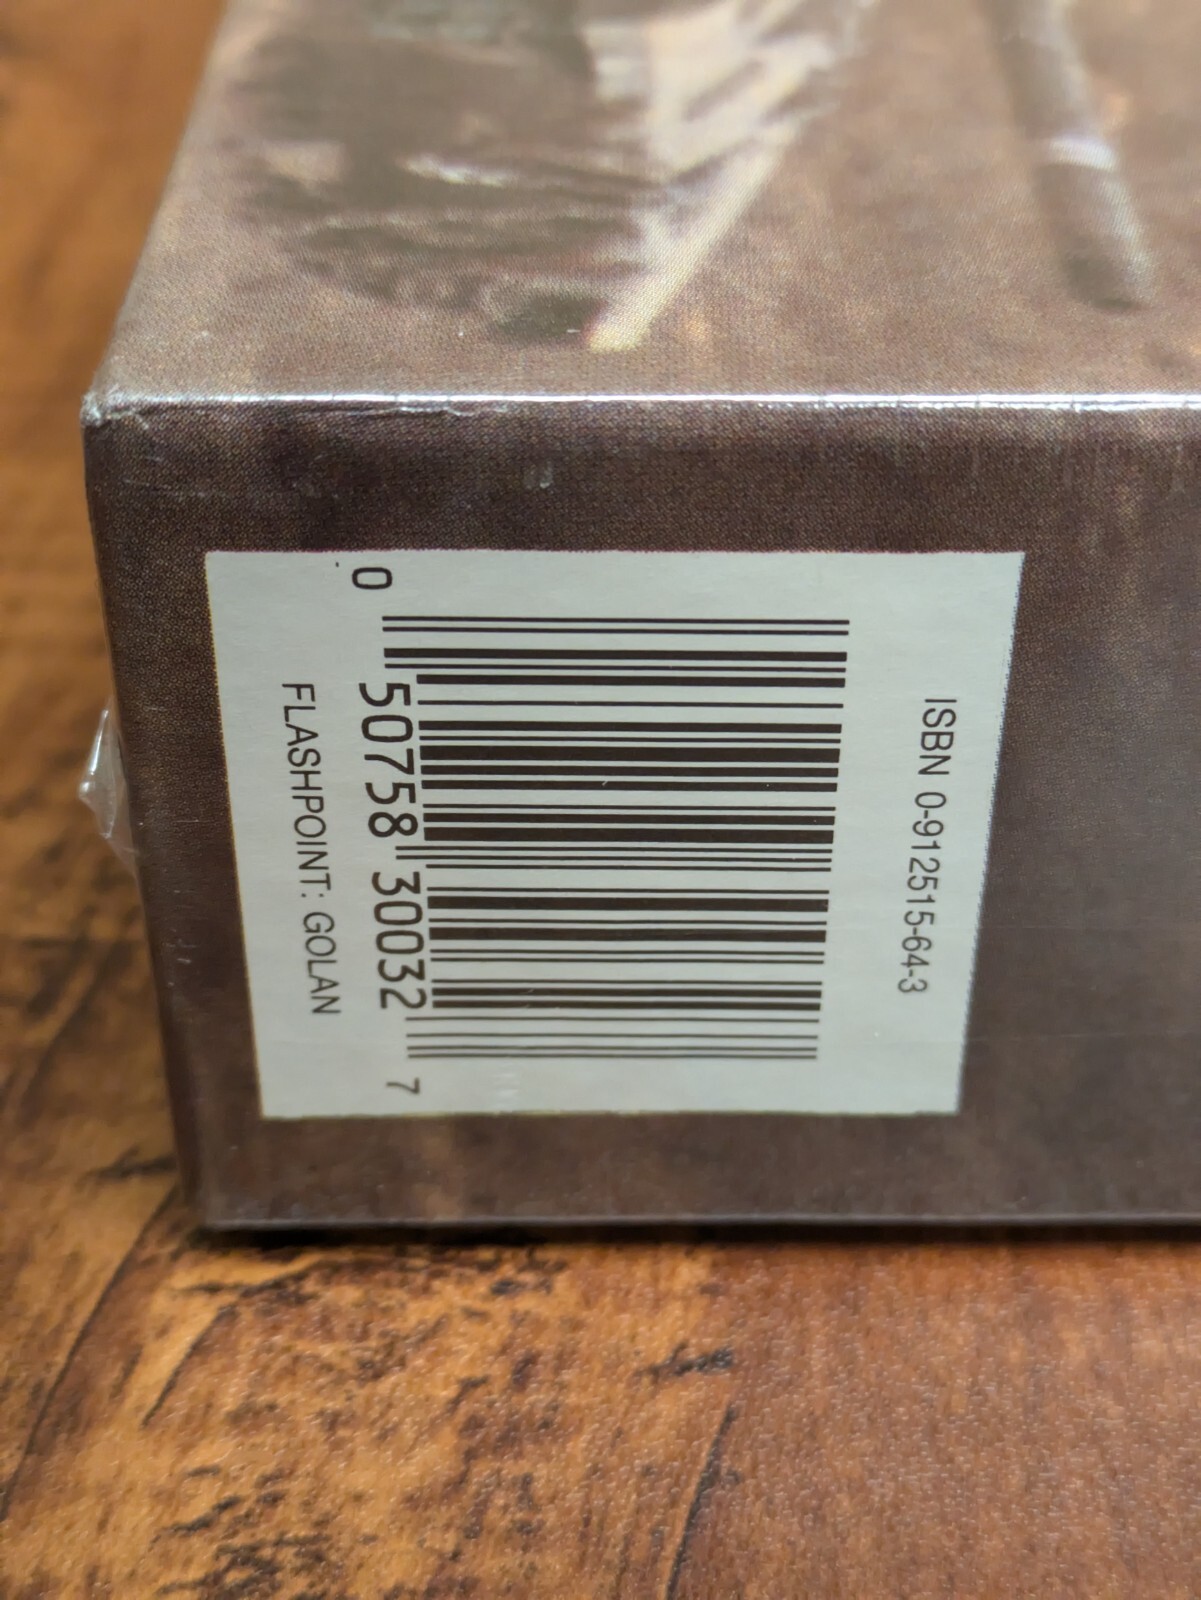 ISBN 0-912515-64-3
0 50758 30032 7
FLASHPOINT: GOLAN